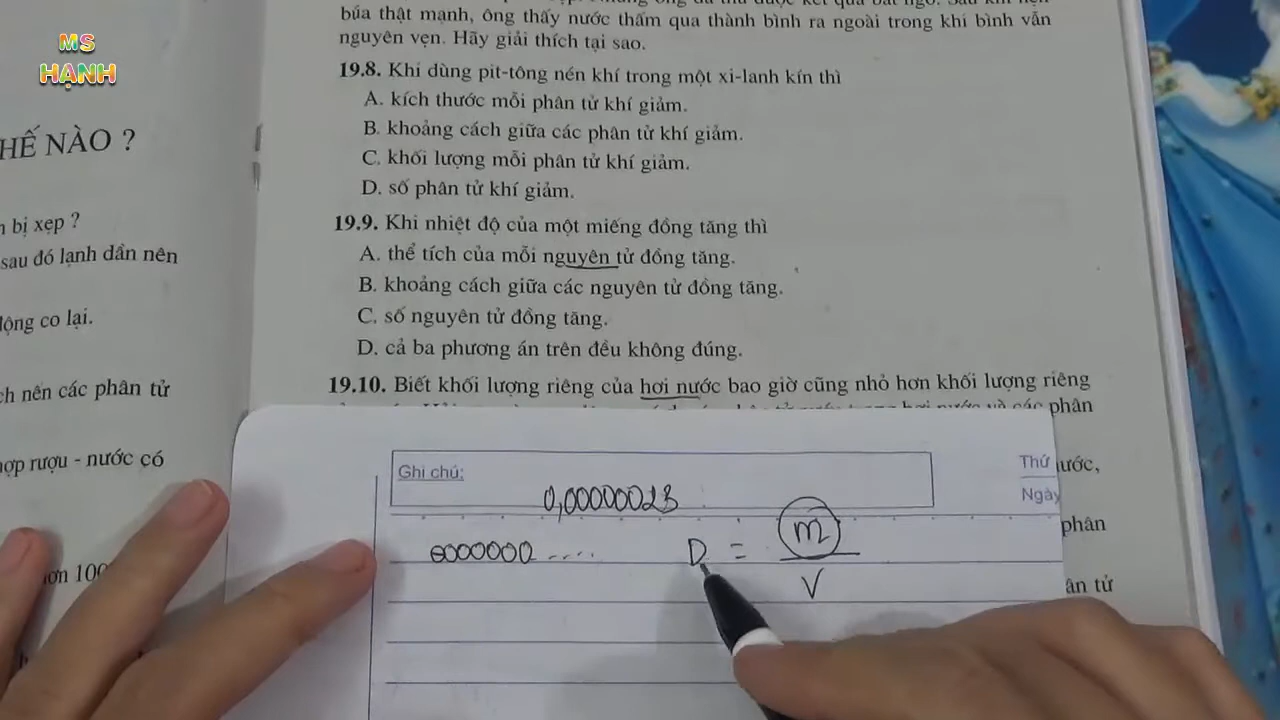 MS
HẠNH
búa thật mạnh, ông thấy nước thấm qua thành bình ra ngoài trong khi bình vẫn
nguyên vẹn. Hãy giải thích tại sao.
19.8. Khi dùng pit-tông nén khí trong một xi-lanh kín thì
A. kích thước mỗi phân tử khí giảm.
B. khoảng cách giữa các phân tử khí giảm.
C. khối lượng mỗi phân tử khí giảm.
D. số phân tử khí giảm.
19.9. Khi nhiệt độ của một miếng đồng tăng thì
A. thể tích của mỗi nguyên tử đồng tăng.
B. khoảng cách giữa các nguyên tử đồng tăng.
C. số nguyên tử đồng tăng.
D. cả ba phương án trên đều không đúng.
19.10. Biết khối lượng riêng của hơi nước bao giờ cũng nhỏ hơn khối lượng riêng
phân
ước,
phân
ân tử
HẾ NÀO ?
bị xẹp ?
sau đó lạnh dần nên
co lại.
nên các phân tử
rượu - nước có
100
Ghi chú:
Thứ
Ngày
0,00000023
6000000 ....
D = m
V